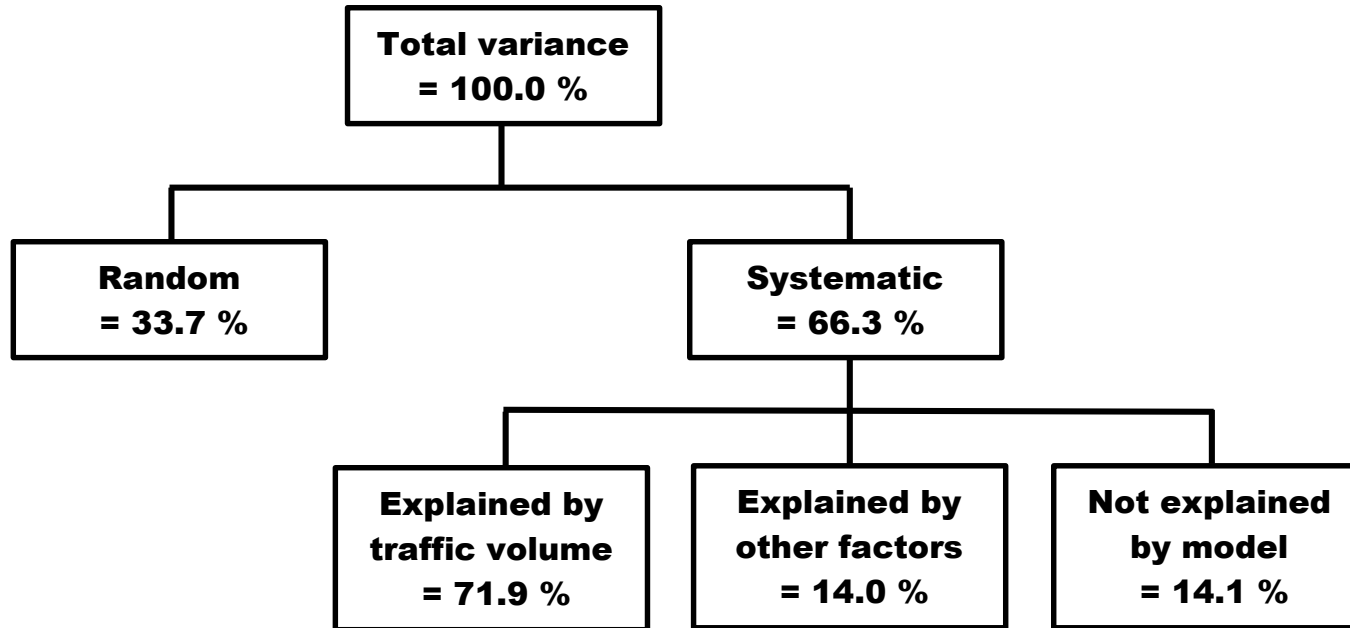 Total variance
= 100.0 %
Random
= 33.7 %
Systematic
= 66.3 %
Explained by
traffic volume
= 71.9 %
Explained by
other factors
= 14.0 %
Not explained
by model
= 14.1 %